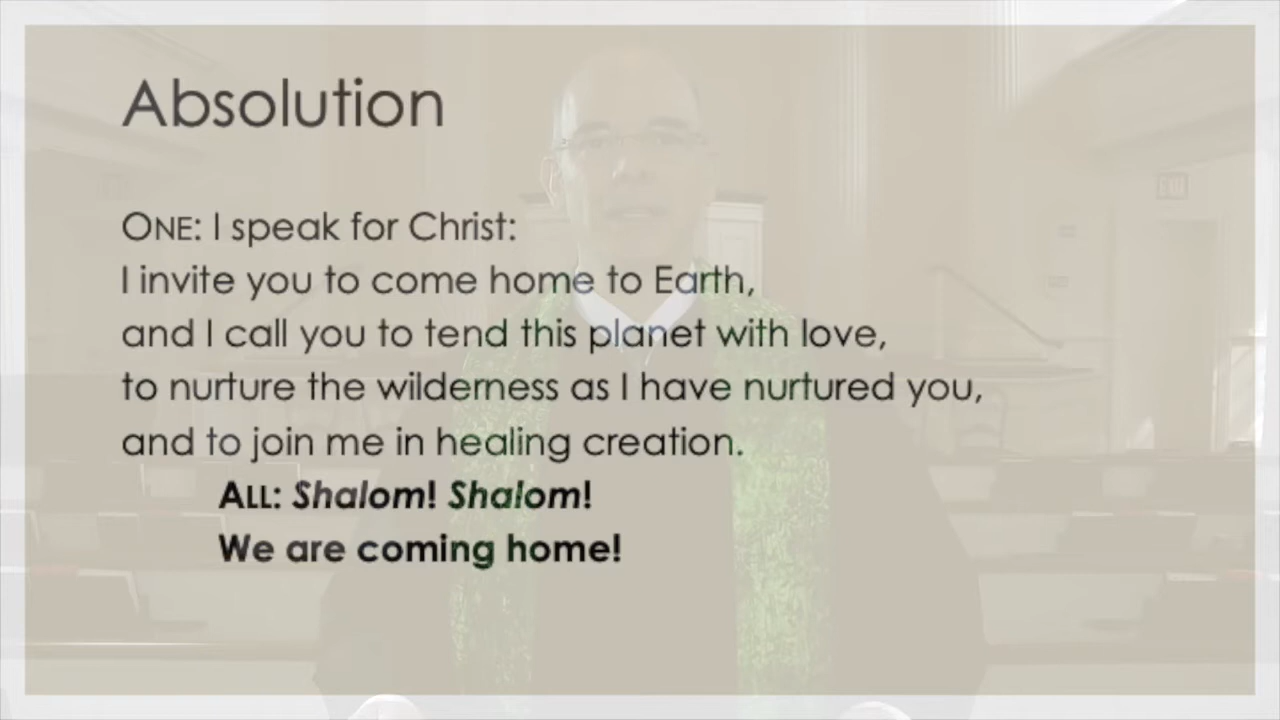 Absolution
ONE: I speak for Christ:
I invite you to come home to Earth,
and I call you to tend this planet with love,
to nurture the wilderness as I have nurtured you,
and to join me in healing creation.
ALL: Shalom! Shalom!
We are coming home!
EXIT